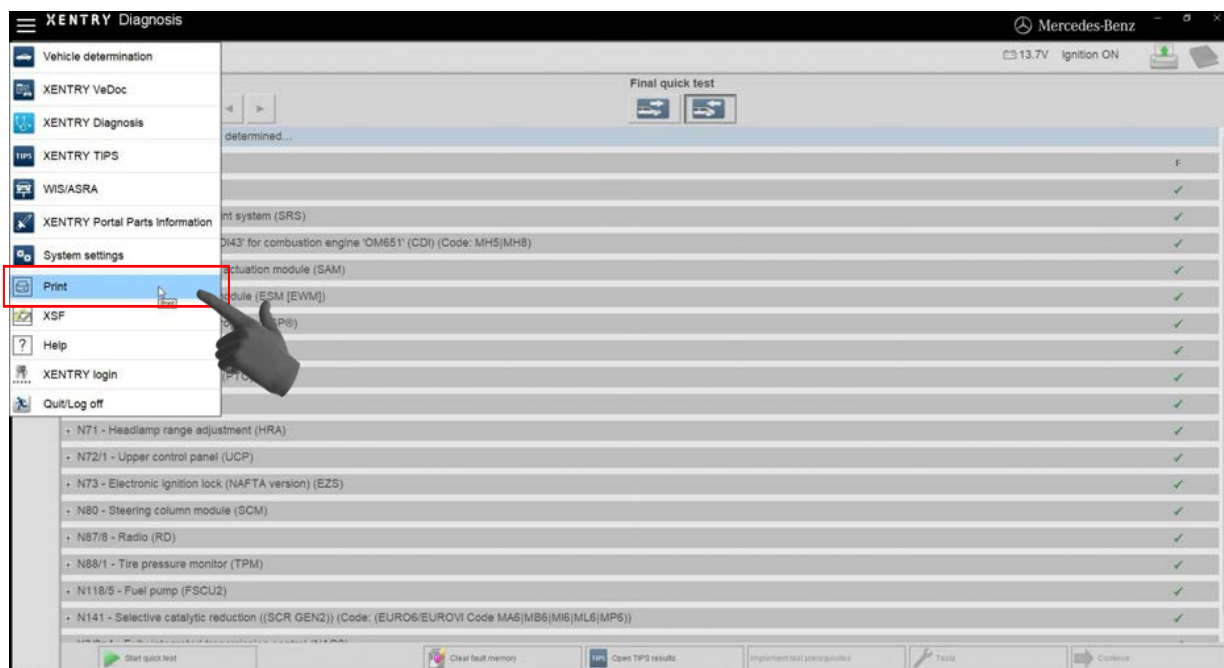 XENTRY Diagnosis
Mercedes-Benz
Vehicle determination
13.7V Ignition ON
XENTRY VeDoc
Final quick test
XENTRY Diagnosis
determined...
TIPS XENTRY TIPS
F
WIS/ASRA
XENTRY Portal Parts Information
nt system (SRS)
DI43' for combustion engine 'OM651' (CDI) (Code: MH5|MH8)
System settings
actuation module (SAM)
Print
Print
odule (ESM [EWM])
XSF
SP®)
? Help
XENTRY login
(PTC
Quit/Log off
+ N71 - Headlamp range adjustment (HRA)
+ N72/1 - Upper control panel (UCP)
+ N73 - Electronic ignition lock (NAFTA version) (EZS)
+ N80 - Steering column module (SCM)
+ N87/8 - Radio (RD)
+ N88/1 - Tire pressure monitor (TPM)
+ N118/5 - Fuel pump (FSCU2)
+ N141 - Selective catalytic reduction ((SCR GEN2)) (Code: (EURO6/EUROVI Code MA6|MB6|MI6|ML6|MP6))
Start quick test
Clear fault memory
TIPS Open TIPS results
Implement test prerequisites
Tests
Continue